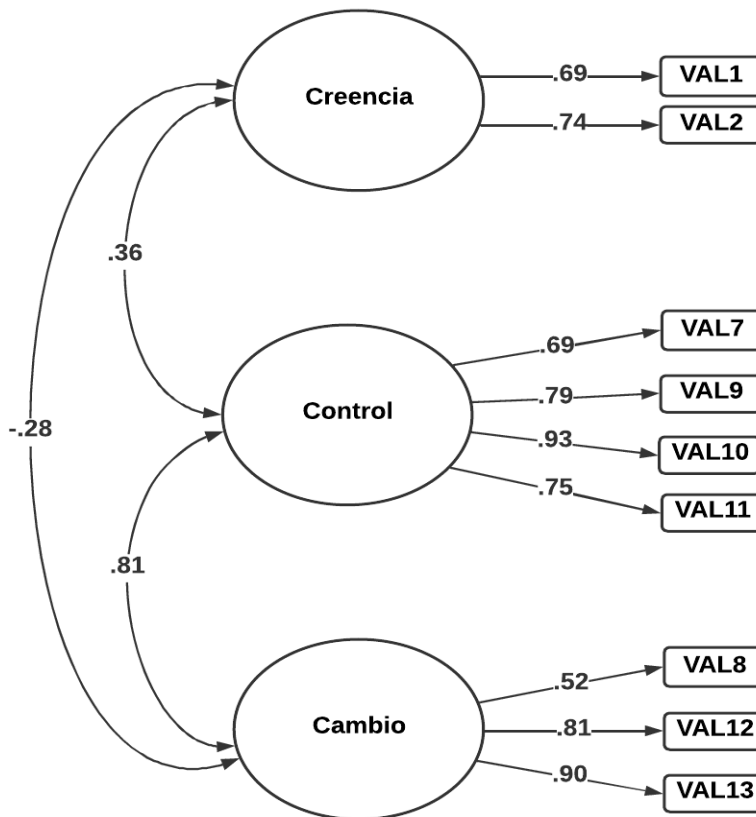 Creencia
.69
VAL1
.74
VAL2
.36
Control
.69
VAL7
.79
VAL9
.93
VAL10
.75
VAL11
-.28
.81
Cambio
.52
VAL8
.81
VAL12
.90
VAL13